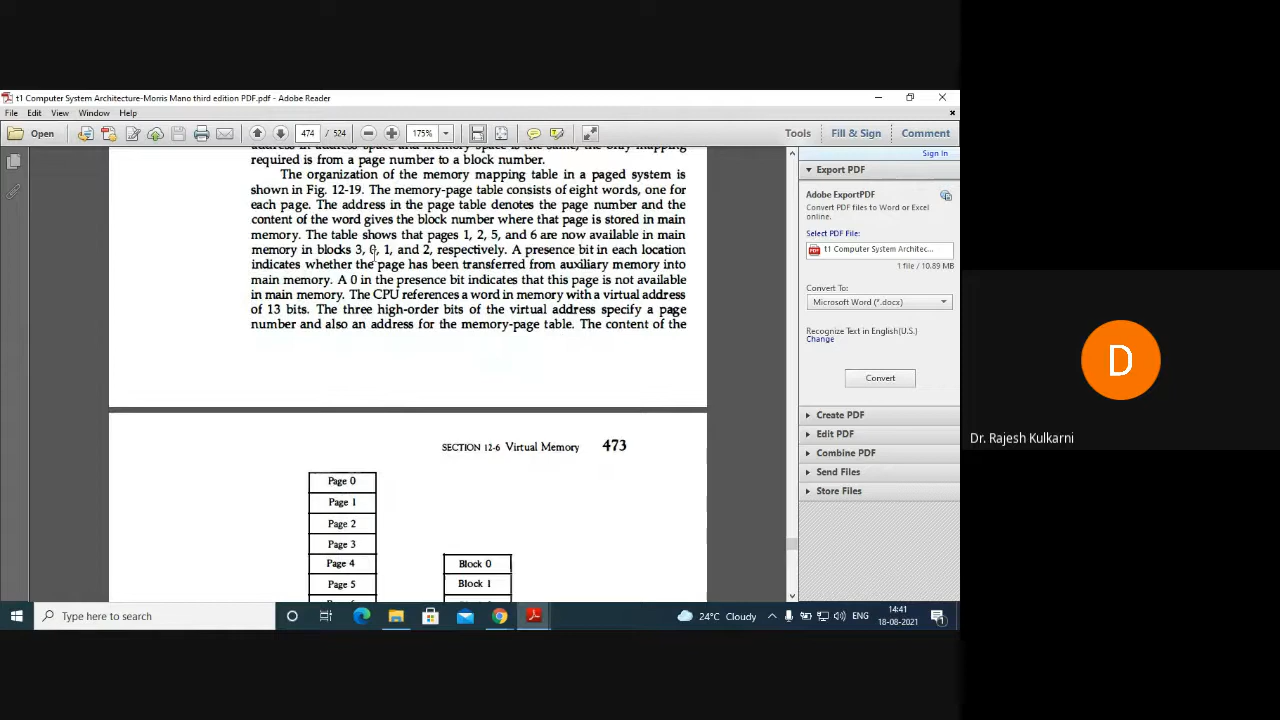 t1 Computer System Architecture-Morris Mano third edition PDF.pdf - Adobe Reader
File Edit View Window Help
Open 474 / 524 175% Tools Fill & Sign Comment
address in address space and memory space is the same, the only mapping
required is from a page number to a block number.
The organization of the memory mapping table in a paged system is
shown in Fig. 12-19. The memory-page table consists of eight words, one for
each page. The address in the page table denotes the page number and the
content of the word gives the block number where that page is stored in main
memory. The table shows that pages 1, 2, 5, and 6 are now available in main
memory in blocks 3, 0, 1, and 2, respectively. A presence bit in each location
indicates whether the page has been transferred from auxiliary memory into
main memory. A 0 in the presence bit indicates that this page is not available
in main memory. The CPU references a word in memory with a virtual address
of 13 bits. The three high-order bits of the virtual address specify a page
number and also an address for the memory-page table. The content of the
SECTION 12-6 Virtual Memory 473
Page 0
Page 1
Page 2
Page 3
Page 4
Page 5
Block 0
Block 1
Sign In
Export PDF
Adobe ExportPDF
Convert PDF files to Word or Excel
online.
Select PDF File:
t1 Computer System Architec...
1 file / 10.89 MB
Convert To:
Microsoft Word (*.docx)
Recognize Text in English(U.S.)
Change
Convert
Create PDF
Edit PDF
Combine PDF
Send Files
Store Files
D
Dr. Rajesh Kulkarni
Type here to search
24°C Cloudy
ENG
14:41
18-08-2021
1